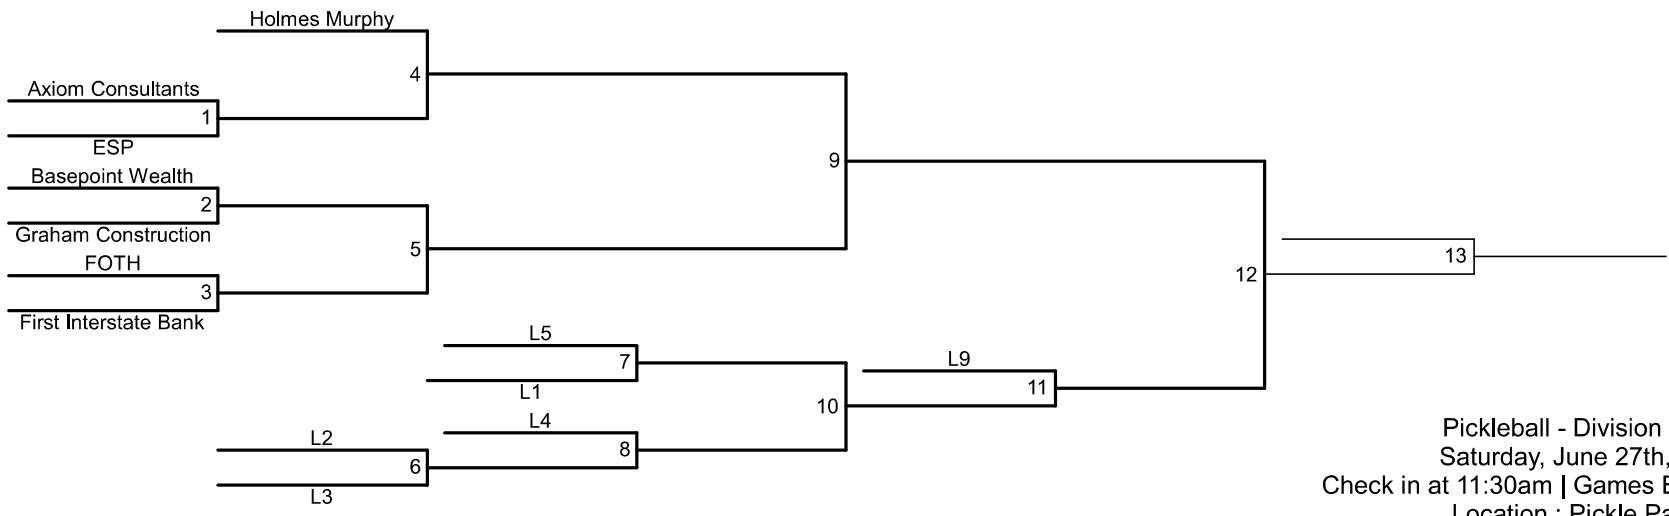 Holmes Murphy
4
Axiom Consultants
1
ESP
Basepoint Wealth
2
Graham Construction
FOTH
3
First Interstate Bank
5
9
L5
7
L1
L4
8
L2
6
L3
10
L9
11
12
13
Pickleball - Division
Saturday, June 27th,
Check in at 11:30am | Games
Location : Pickle